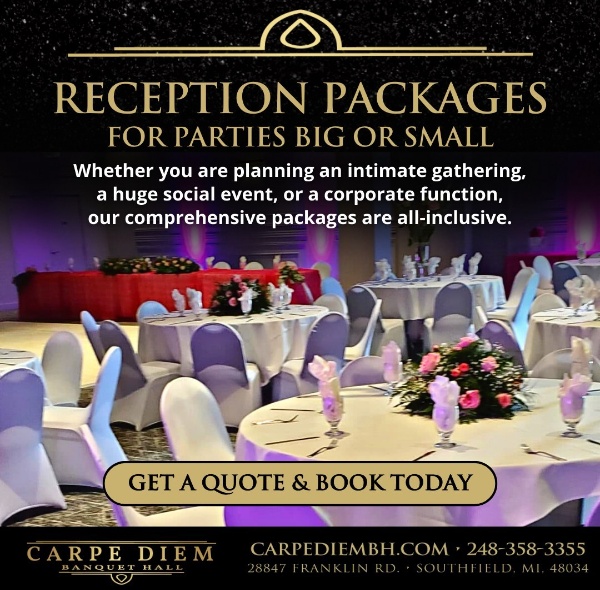 RECEPTION PACKAGES
FOR PARTIES BIG OR SMALL
Whether you are planning an intimate gathering,
a huge social event, or a corporate function,
our comprehensive packages are all-inclusive.
GET A QUOTE & BOOK TODAY
CARPE DIEM
BANQUET HALL
CARPEDIEMBH.COM • 248-358-3355
28847 FRANKLIN RD. • SOUTHFIELD, MI. 48034